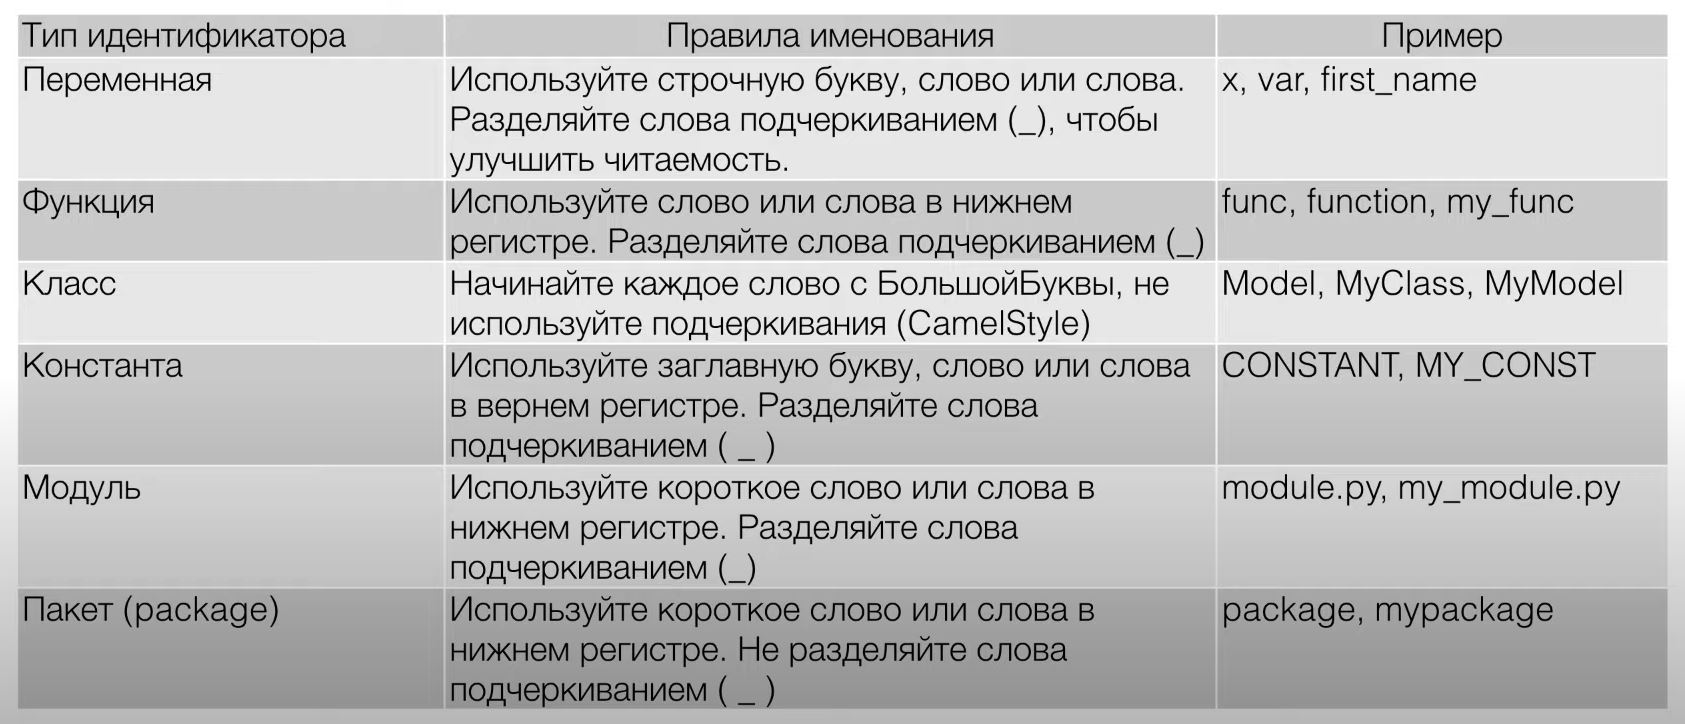 Тип идентификатора
Правила именования
Пример
Переменная
Используйте строчную букву, слово или слова.
Разделяйте слова подчеркиванием (_), чтобы
улучшить читаемость.
x, var, first_name
Функция
Используйте слово или слова в нижнем
регистре. Разделяйте слова подчеркиванием (_)
func, function, my_func
Класс
Начинайте каждое слово с БольшойБуквы, не
используйте подчеркивания (CamelStyle)
Model, MyClass, MyModel
Константа
Используйте заглавную букву, слово или слова
в вернем регистре. Разделяйте слова
подчеркиванием ( _ )
CONSTANT, MY_CONST
Модуль
Используйте короткое слово или слова в
нижнем регистре. Разделяйте слова
подчеркиванием (_)
module.py, my_module.py
Пакет (package)
Используйте короткое слово или слова в
нижнем регистре. Не разделяйте слова
подчеркиванием ( _ )
package, mypackage